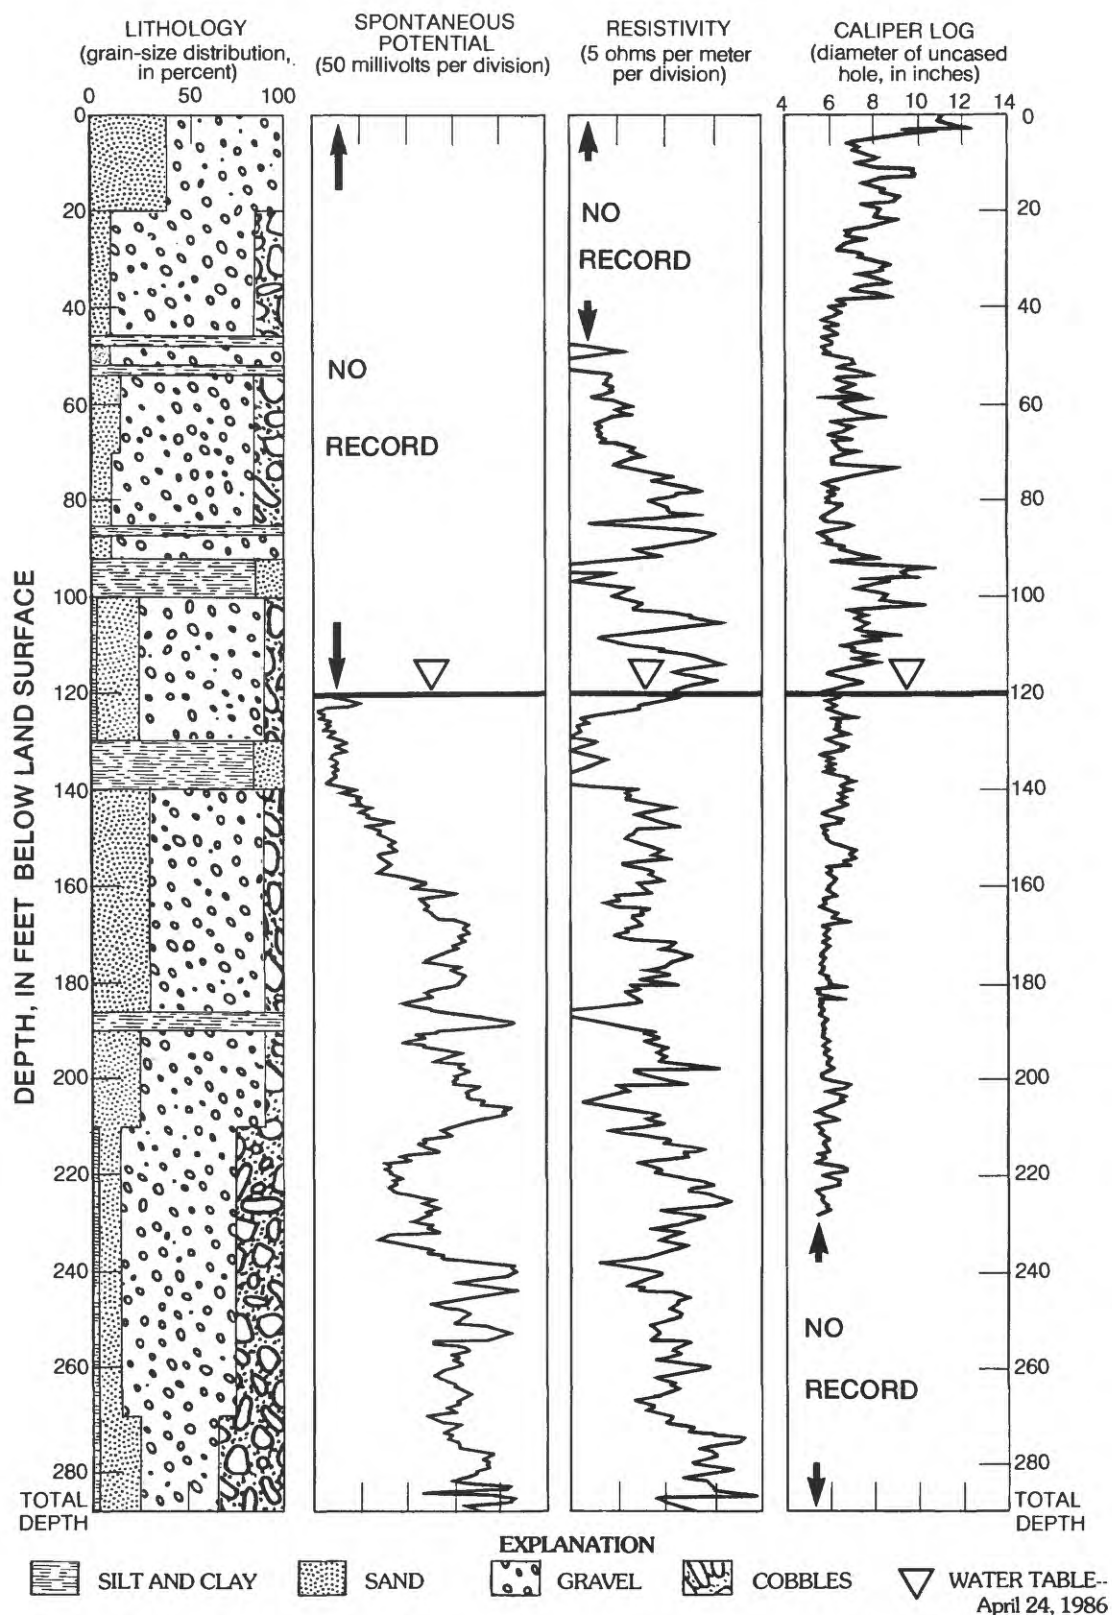 LITHOLOGY
(grain-size distribution,
in percent)
0 50 100
SPONTANEOUS
POTENTIAL
(50 millivolts per division)
RESISTIVITY
(5 ohms per meter
per division)
CALIPER LOG
(diameter of uncased
hole, in inches)
4 6 8 10 12 14
DEPTH, IN FEET BELOW LAND SURFACE
0
20
40
60
80
100
120
140
160
180
200
220
240
260
280
TOTAL
DEPTH
NO
RECORD
NO
RECORD
NO
RECORD
0
20
40
60
80
100
120
140
160
180
200
220
240
260
280
TOTAL
DEPTH
EXPLANATION
SILT AND CLAY
SAND
GRAVEL
COBBLES
WATER TABLE--
April 24, 1986